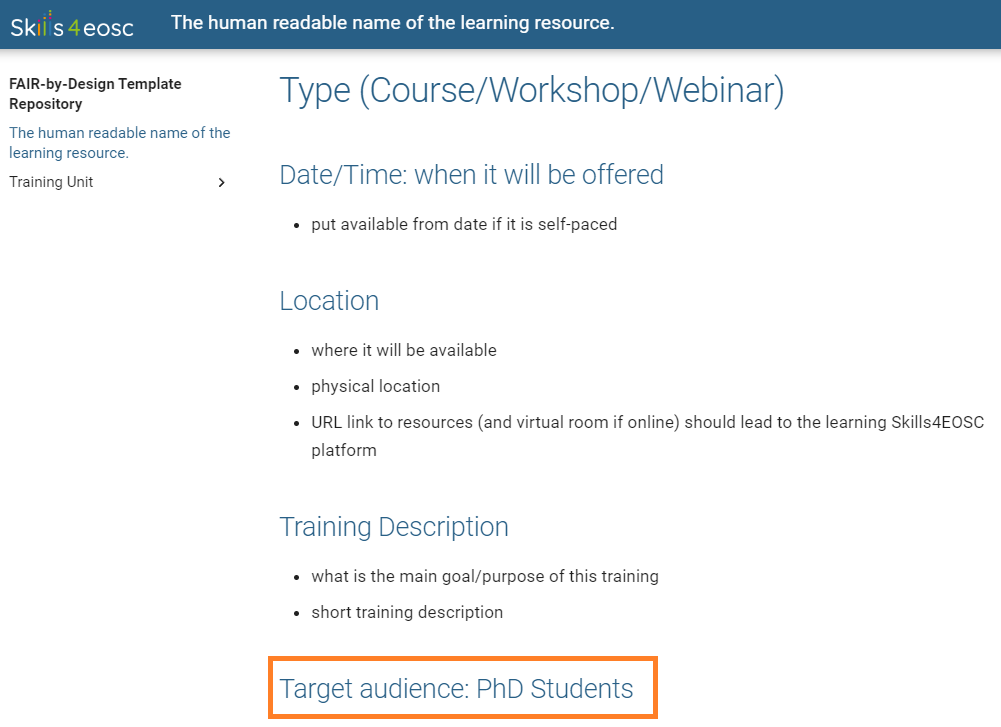 Skills4eosc
The human readable name of the learning resource.
FAIR-by-Design Template
Repository
The human readable name of the
learning resource.
Training Unit
Type (Course/Workshop/Webinar)
Date/Time: when it will be offered
put available from date if it is self-paced
Location
where it will be available
physical location
URL link to resources (and virtual room if online) should lead to the learning Skills4EOSC
platform
Training Description
what is the main goal/purpose of this training
short training description
Target audience: PhD Students